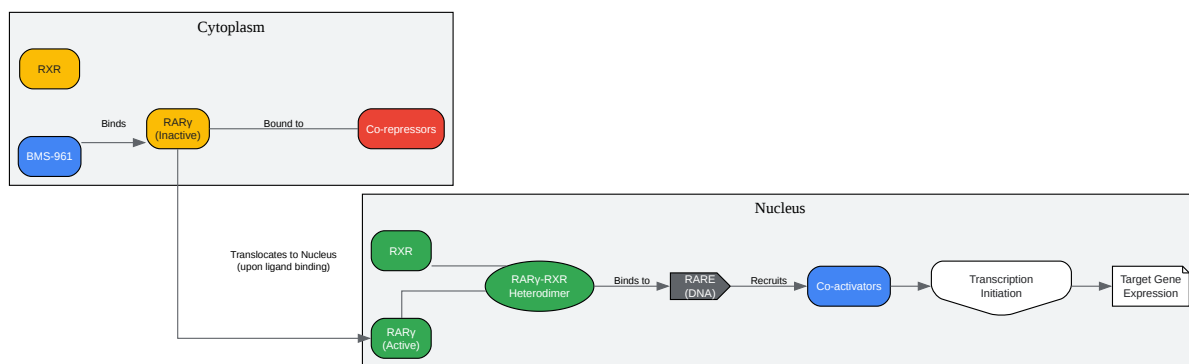 Cytoplasm
RXR
Binds
RARγ
(Inactive)
Bound to
Co-repressors
BMS-961
Translocates to Nucleus
(upon ligand binding)
Nucleus
RXR
RARγ-RXR
Heterodimer
Binds to
RARE
(DNA)
Recruits
Co-activators
Transcription
Initiation
Target Gene
Expression
RARγ
(Active)